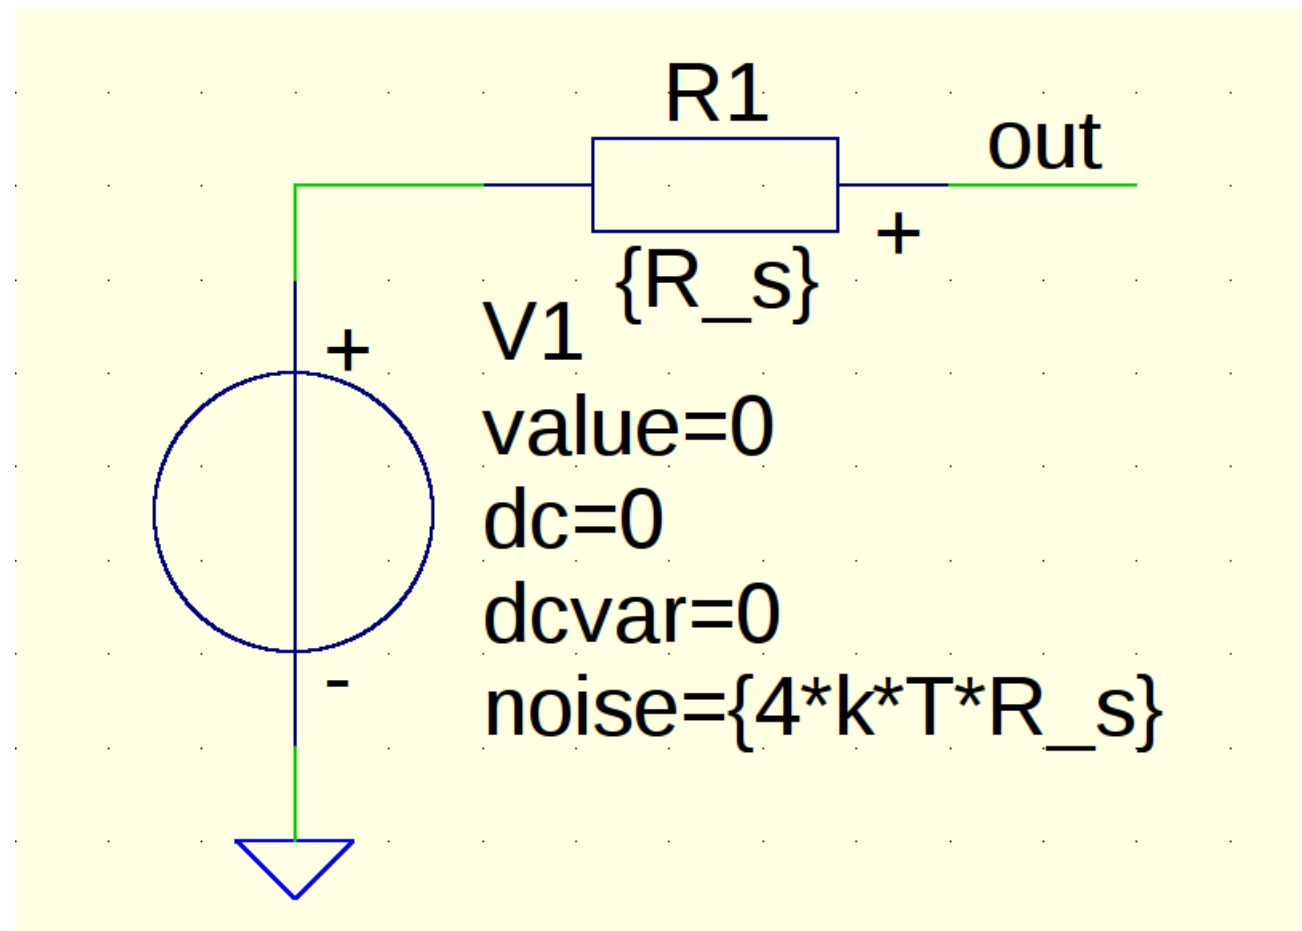 R1
out
+
{R_s}
V1
+
value=0
dc=0
dcvar=0
-
noise={4*k*T*R_s}